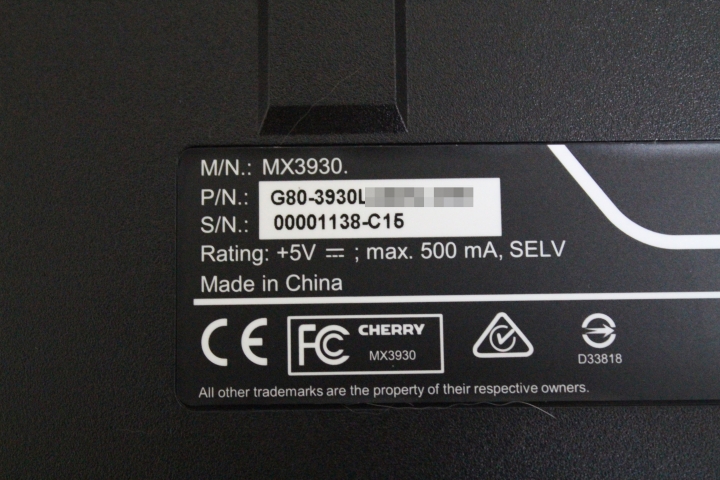 M/N.: MX3930.
P/N.: G80-3930L
S/N.: 00001138-C15
Rating: +5V ⎓ ; max. 500 mA, SELV
Made in China
CE FC CHERRY
MX3930
D33818
All other trademarks are the property of their respective owners.